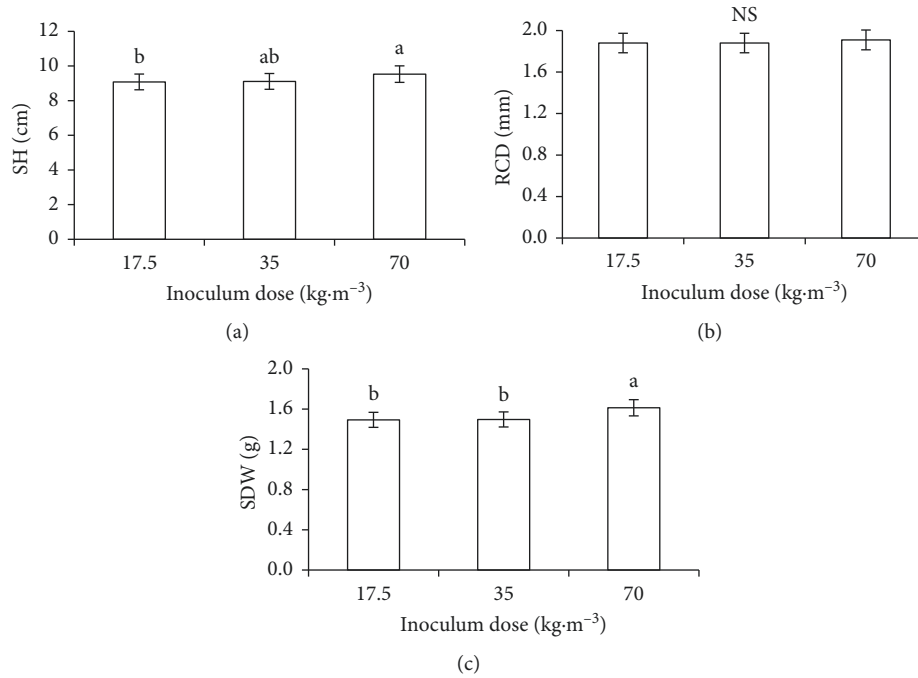 12
10
8
6
4
2
0
SH (cm)
b
ab
a
17.5
35
70
Inoculum dose (kg·m⁻³)
(a)
2.0
1.6
1.2
0.8
0.4
0.0
RCD (mm)
NS
17.5
35
70
Inoculum dose (kg·m⁻³)
(b)
2.0
1.6
1.2
0.8
0.4
0.0
SDW (g)
b
b
a
17.5
35
70
Inoculum dose (kg·m⁻³)
(c)